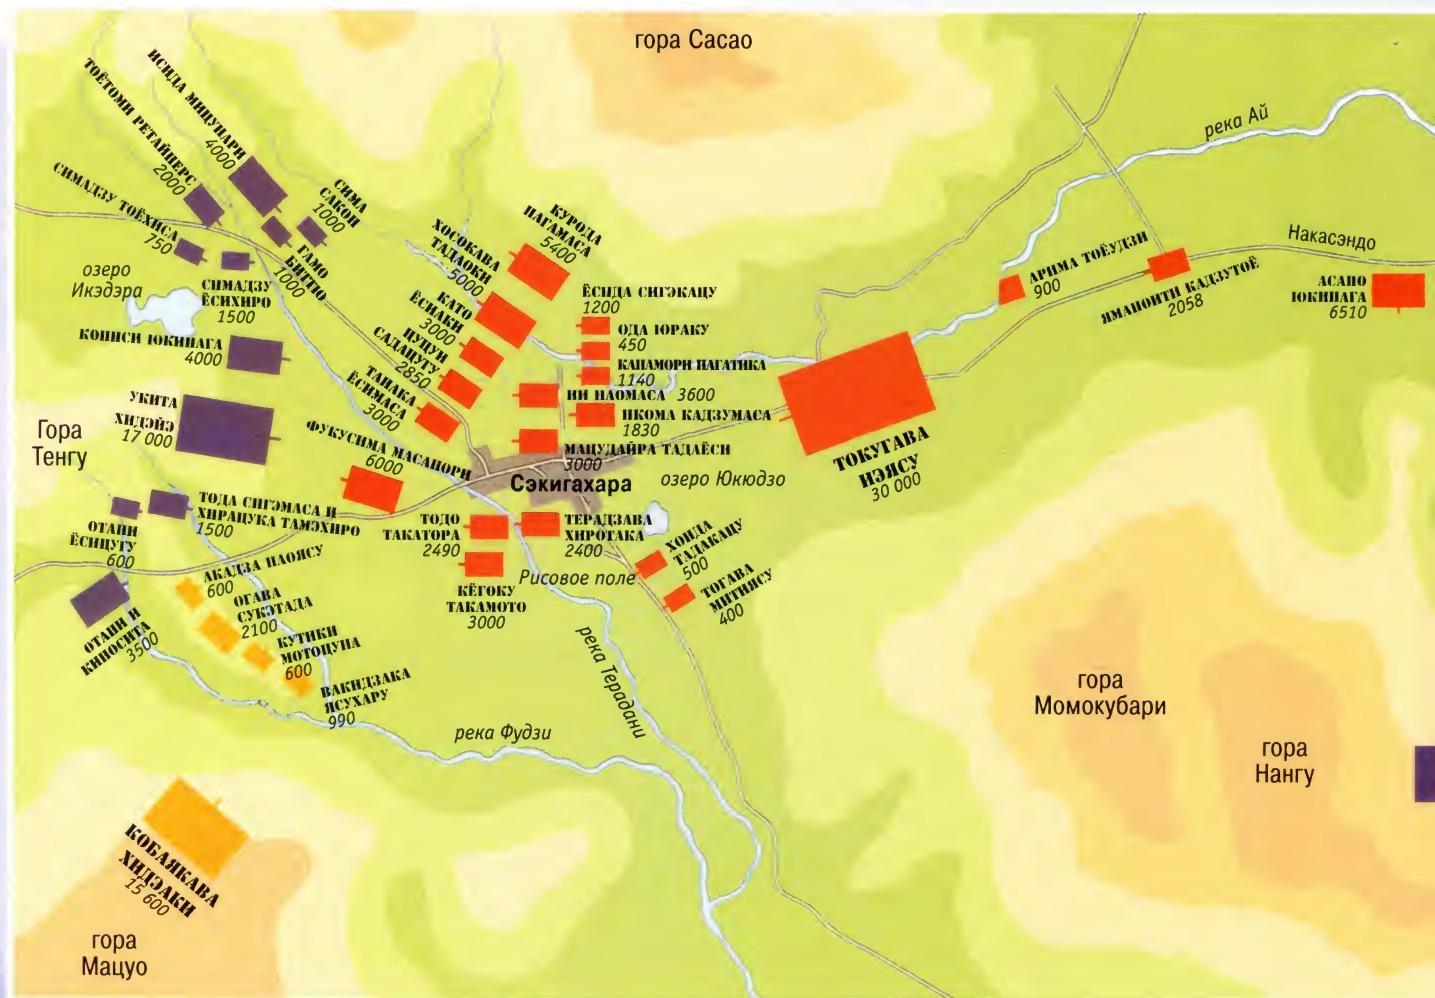 гора Сасао
ИСИДА МИЦУНАРИ
4000
ТОЁТОМИ РЕТАЙНЕРС
2000
СИМАДЗУ ТОЁХИСА
750
СИМА
САКОН
1000
ГАМО
БИТЦЮ
1000
озеро
Икэдэра
СИМАДЗУ
ЁСИХИРО
1500
КОНИСИ ЮКИНАГА
4000
УКИТА
ХИДЭЙЭ
17 000
Гора
Тенгу
КУРОДА
НАГАМАСА
5400
ХОСОКАВА
ТАДАОКИ
5000
КАТО
ЁСИАКИ
3000
ЦУЦУИ
САДАЦУГУ
2850
ТАНАКА
ЁСИМАСА
3000
ФУКУСИМА МАСАНОРИ
6000
ЁСИДА СИГЭКАЦУ
1200
ОДА ЮРАКУ
450
КАНАМОРИ НАГАТИКА
1140
ИИ НАОМАСА 3600
ИКОМА КАДЗУМАСА
1830
МАЦУДАЙРА ТАДАЁСИ
3000
Сэкигахара
озеро Юкюдзо
ТОКУГАВА
ИЭЯСУ
30 000
река Ай
Накасэндо
АРИМА ТОЁУДЗИ
900
ЯМАНОИТИ КАДЗУТОЁ
2058
АСАНО
ЮКИНАГА
6510
ОТАНИ
ЁСИЦУГУ
600
ТОДА СИГЭМАСА И
ХИРАЦУКА ТАМЭХИРО
1500
ТОДО
ТАКАТОРА
2490
ТЕРАДЗАВА
ХИРОТАКА
2400
ХОНДА
ТАДАКАЦУ
500
ТОГАВА
МИТИЯСУ
400
Рисовое поле
КЁГОКУ
ТАКАМОТО
3000
АКАДЗА НАОЯСУ
600
ОГАВА
СУКЭТАДА
2100
КУТИКИ
МОТОЦУНА
600
ВАКИДЗАКА
ЯСУХАРУ
990
ОТАНИ И
КИНОСИТА
3500
река Терадани
река Фудзи
гора
Момокубари
гора
Нангу
КОБАЯКАВА
ХИДЭАКИ
15 600
гора
Мацуо